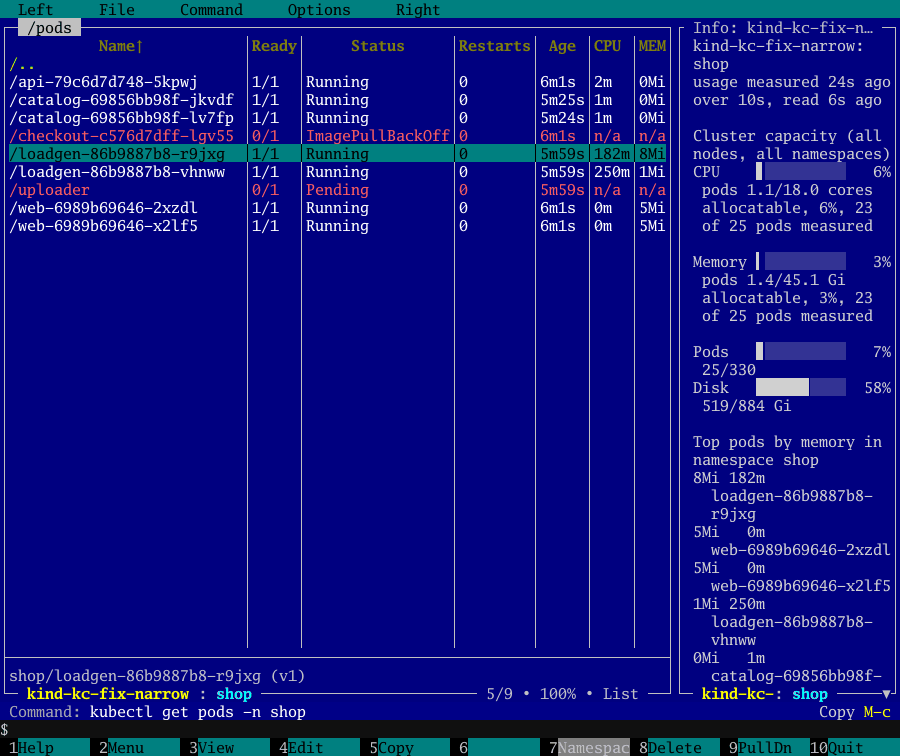 Left File Command Options Right
/pods
Name↑ Ready Status Restarts Age CPU MEM
/..
/api-79c6d7d748-5kpwj 1/1 Running 0 6m1s 2m 0Mi
/catalog-69856bb98f-jkvdf 1/1 Running 0 5m25s 1m 0Mi
/catalog-69856bb98f-lv7fp 1/1 Running 0 5m24s 1m 0Mi
/checkout-c576d7dff-lgv55 0/1 ImagePullBackOff 0 6m1s n/a n/a
/loadgen-86b9887b8-r9jxg 1/1 Running 0 5m59s 182m 8Mi
/loadgen-86b9887b8-vhnww 1/1 Running 0 5m59s 250m 1Mi
/uploader 0/1 Pending 0 5m59s n/a n/a
/web-6989b69646-2xzdl 1/1 Running 0 6m1s 0m 5Mi
/web-6989b69646-x2lf5 1/1 Running 0 6m1s 0m 5Mi
shop/loadgen-86b9887b8-r9jxg (v1)
kind-kc-fix-narrow : shop 5/9 • 100% • List
Info: kind-kc-fix-n…
kind-kc-fix-narrow:
shop
usage measured 24s ago
over 10s, read 6s ago
Cluster capacity (all
nodes, all namespaces)
CPU 6%
pods 1.1/18.0 cores
allocatable, 6%, 23
of 25 pods measured
Memory 3%
pods 1.4/45.1 Gi
allocatable, 3%, 23
of 25 pods measured
Pods 7%
25/330
Disk 58%
519/884 Gi
Top pods by memory in
namespace shop
8Mi 182m
loadgen-86b9887b8-
r9jxg
5Mi 0m
web-6989b69646-2xzdl
5Mi 0m
web-6989b69646-x2lf5
1Mi 250m
loadgen-86b9887b8-
vhnww
0Mi 1m
catalog-69856bb98f-
kind-kc-: shop ▼
Command: kubectl get pods -n shop Copy M-c
$
1Help 2Menu 3View 4Edit 5Copy 6 7Namespac 8Delete 9PullDn 10Quit